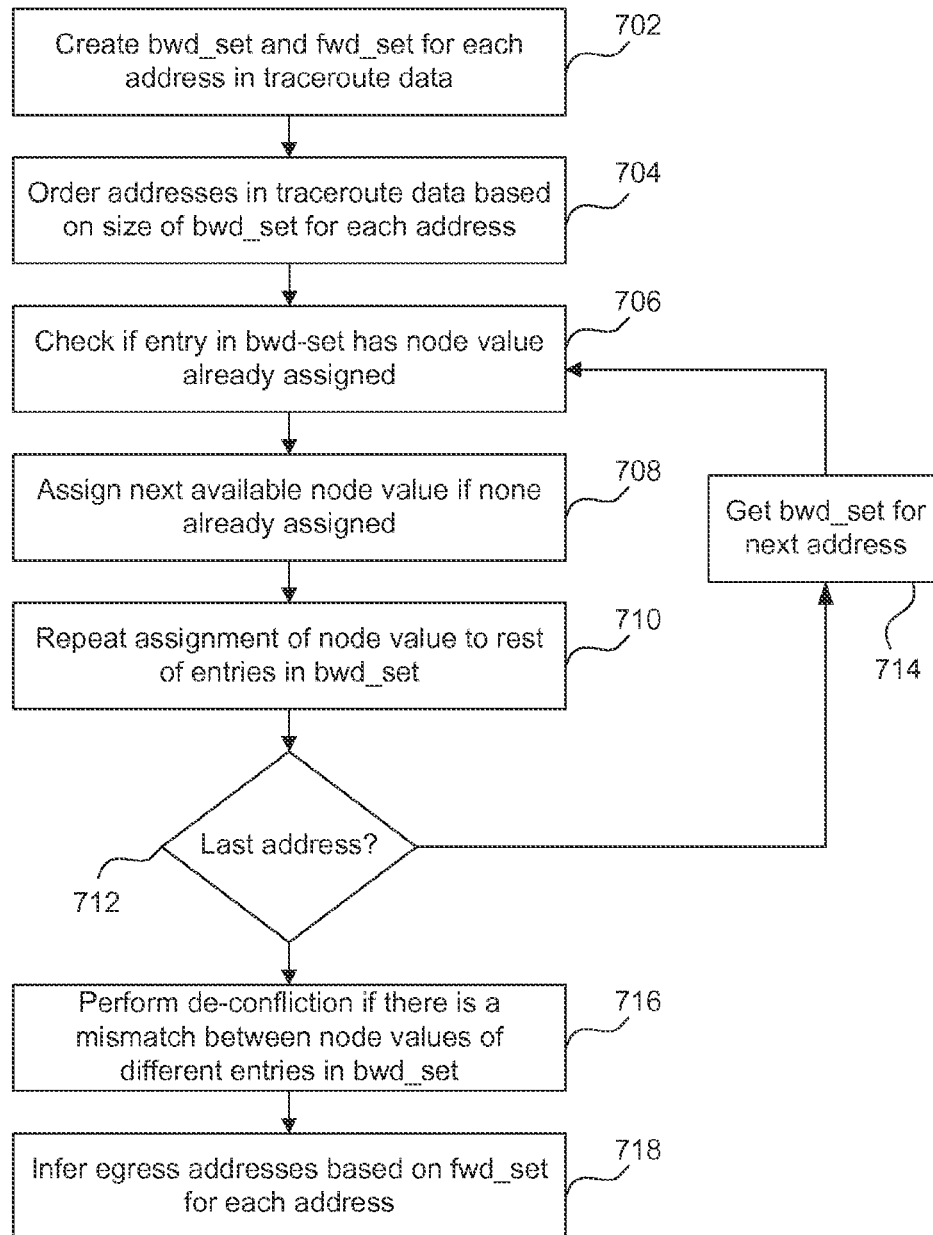 Create bwd_set and fwd_set for each
address in traceroute data
702
Order addresses in traceroute data based
on size of bwd_set for each address
704
Check if entry in bwd-set has node value
already assigned
706
Assign next available node value if none
already assigned
708
Get bwd_set for
next address
714
Repeat assignment of node value to rest
of entries in bwd_set
710
Last address?
712
Perform de-confliction if there is a
mismatch between node values of
different entries in bwd_set
716
Infer egress addresses based on fwd_set
for each address
718